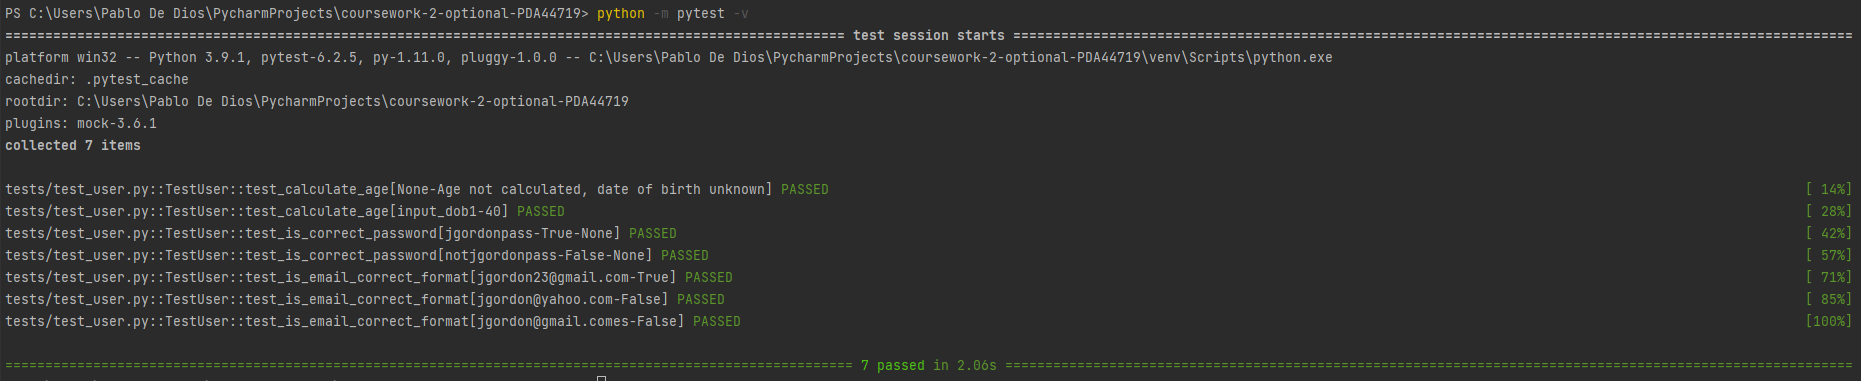 PS C:\Users\Pablo De Dios\PycharmProjects\coursework-2-optional-PDA44719> python -m pytest -v
========================================================================================================= test session starts =========================================================================================================
platform win32 -- Python 3.9.1, pytest-6.2.5, py-1.11.0, pluggy-1.0.0 -- C:\Users\Pablo De Dios\PycharmProjects\coursework-2-optional-PDA44719\venv\Scripts\python.exe
cachedir: .pytest_cache
rootdir: C:\Users\Pablo De Dios\PycharmProjects\coursework-2-optional-PDA44719
plugins: mock-3.6.1
collected 7 items
tests/test_user.py::TestUser::test_calculate_age[None-Age not calculated, date of birth unknown] PASSED [ 14%]
tests/test_user.py::TestUser::test_calculate_age[input_dob1-40] PASSED [ 28%]
tests/test_user.py::TestUser::test_is_correct_password[jgordonpass-True-None] PASSED [ 42%]
tests/test_user.py::TestUser::test_is_correct_password[notjgordonpass-False-None] PASSED [ 57%]
tests/test_user.py::TestUser::test_is_email_correct_format[jgordon23@gmail.com-True] PASSED [ 71%]
tests/test_user.py::TestUser::test_is_email_correct_format[jgordon@yahoo.com-False] PASSED [ 85%]
tests/test_user.py::TestUser::test_is_email_correct_format[jgordon@gmail.comes-False] PASSED [100%]
========================================================================================================== 7 passed in 2.06s ==========================================================================================================